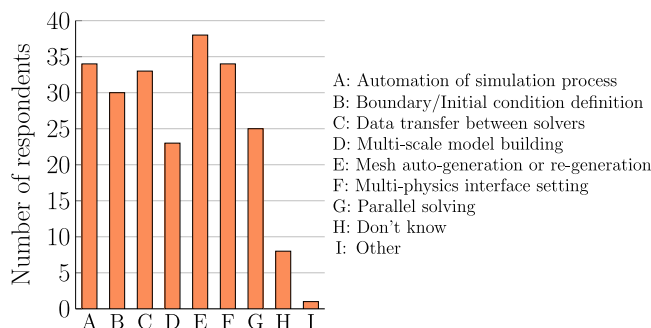 40
35
30
25
20
15
10
5
0
Number of respondents
A B C D E F G H I
A: Automation of simulation process
B: Boundary/Initial condition definition
C: Data transfer between solvers
D: Multi-scale model building
E: Mesh auto-generation or re-generation
F: Multi-physics interface setting
G: Parallel solving
H: Don't know
I: Other